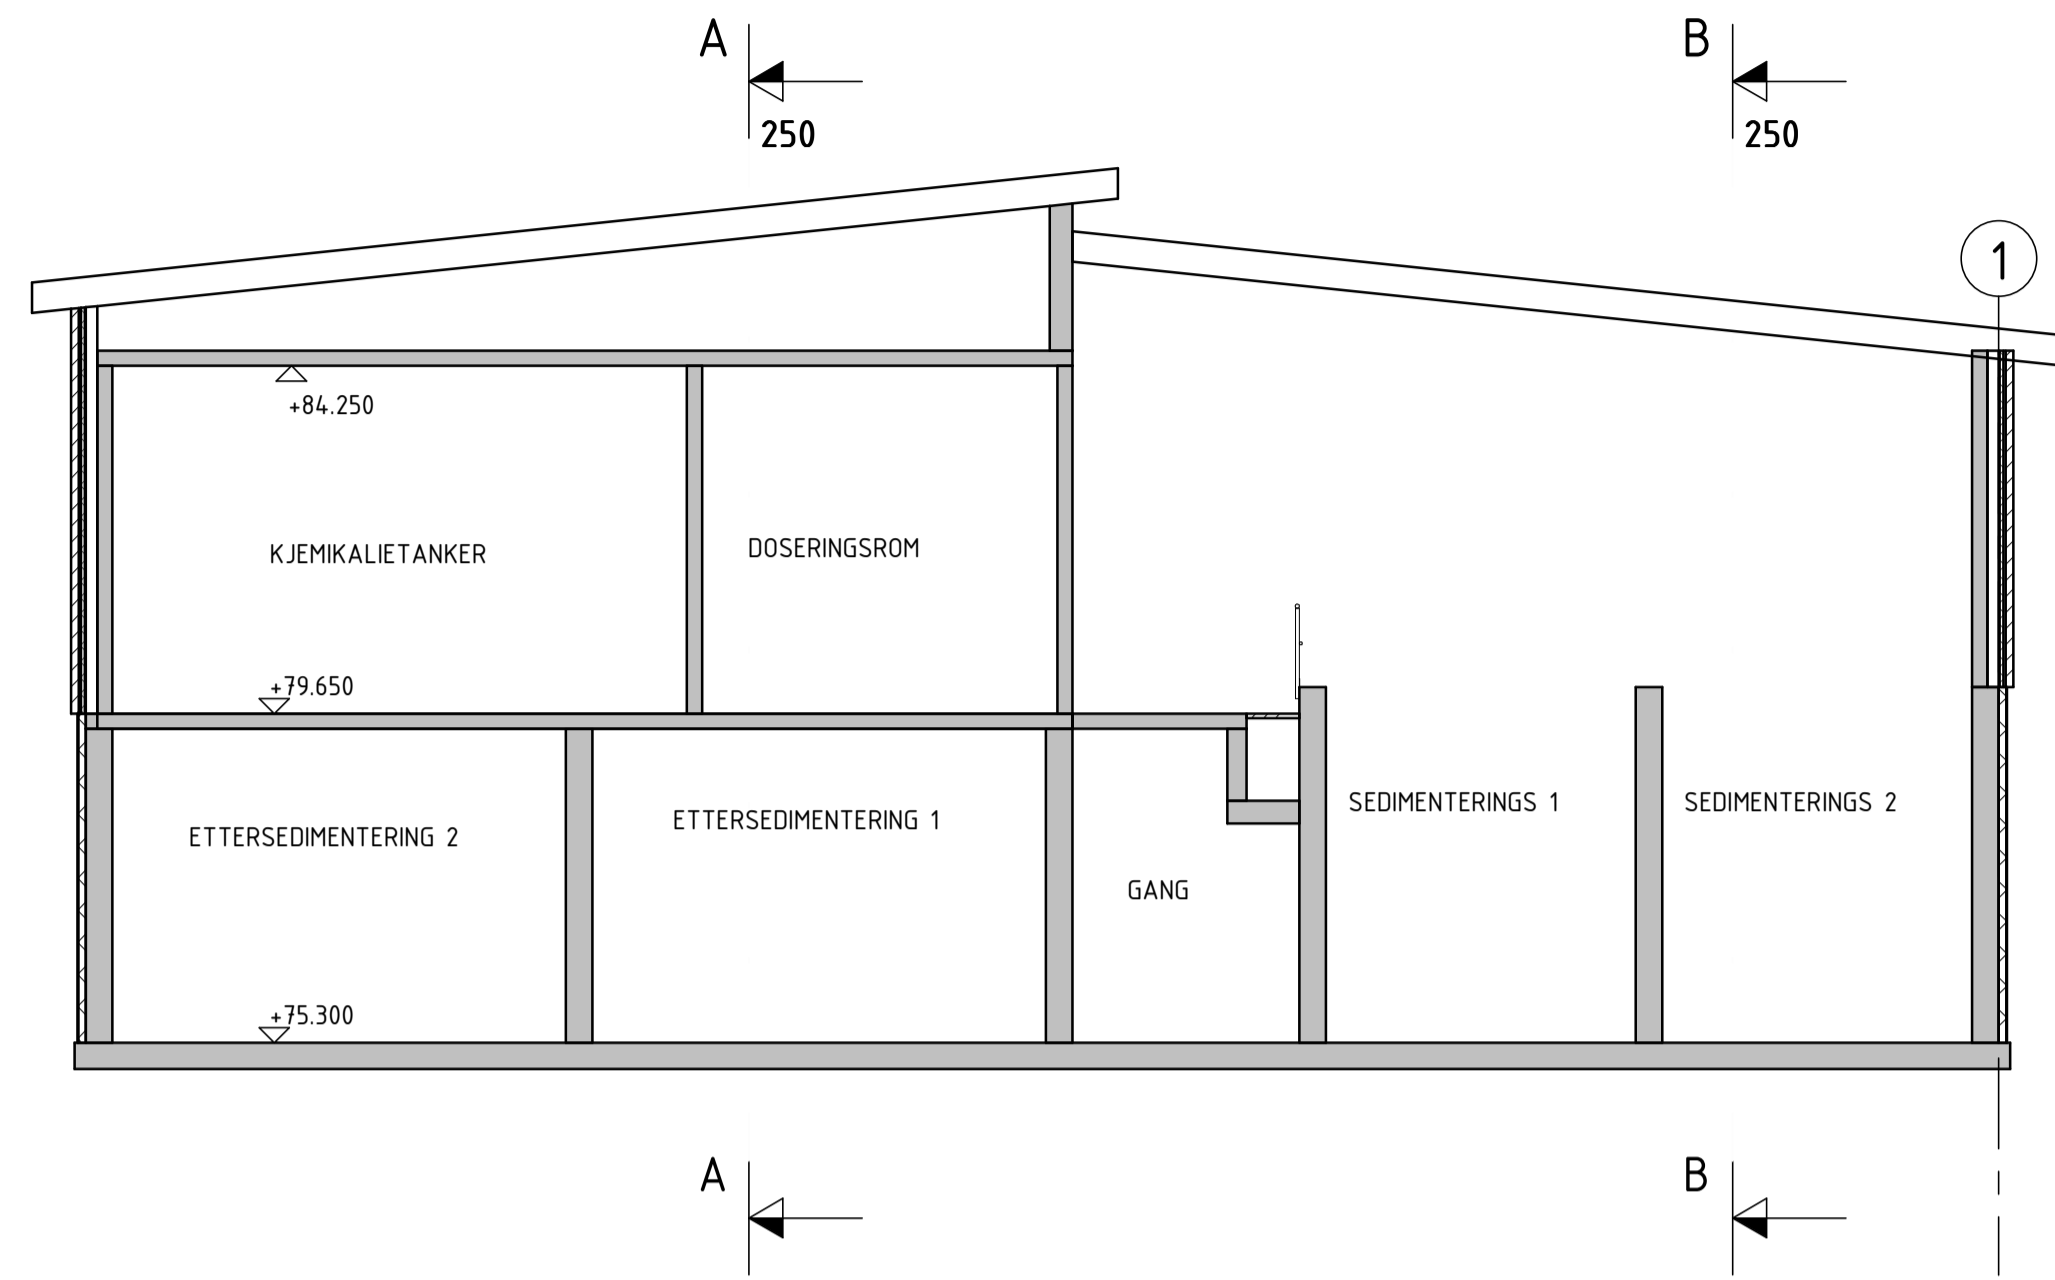 A
B
250
250
1
+84.250
KJEMIKALIETANKER
DOSERINGSROM
+79.650
SEDIMENTERINGS 1
SEDIMENTERINGS 2
ETTERSEDIMENTERING 2
ETTERSEDIMENTERING 1
GANG
+75.300
A
B